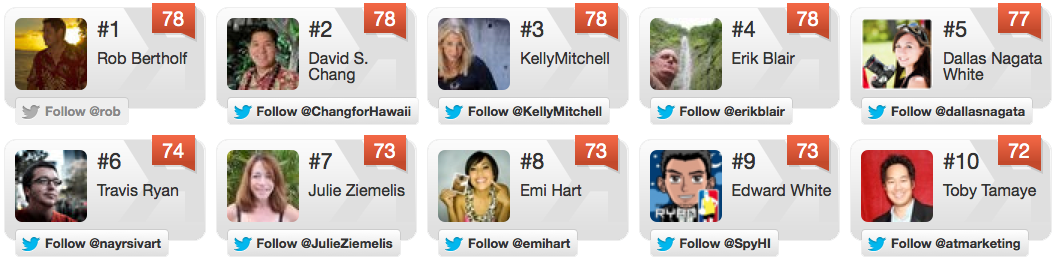 #1 78
Rob Bertholf
Follow @rob
#2 78
David S.
Chang
Follow @ChangforHawaii
#3 78
KellyMitchell
Follow @KellyMitchell
#4 78
Erik Blair
Follow @erikblair
#5 77
Dallas Nagata
White
Follow @dallasnagata
#6 74
Travis Ryan
Follow @nayrsivart
#7 73
Julie Ziemelis
Follow @JulieZiemelis
#8 73
Emi Hart
Follow @emihart
#9 73
Edward White
RYAN
Follow @SpyHI
#10 72
Toby Tamaye
Follow @atmarketing